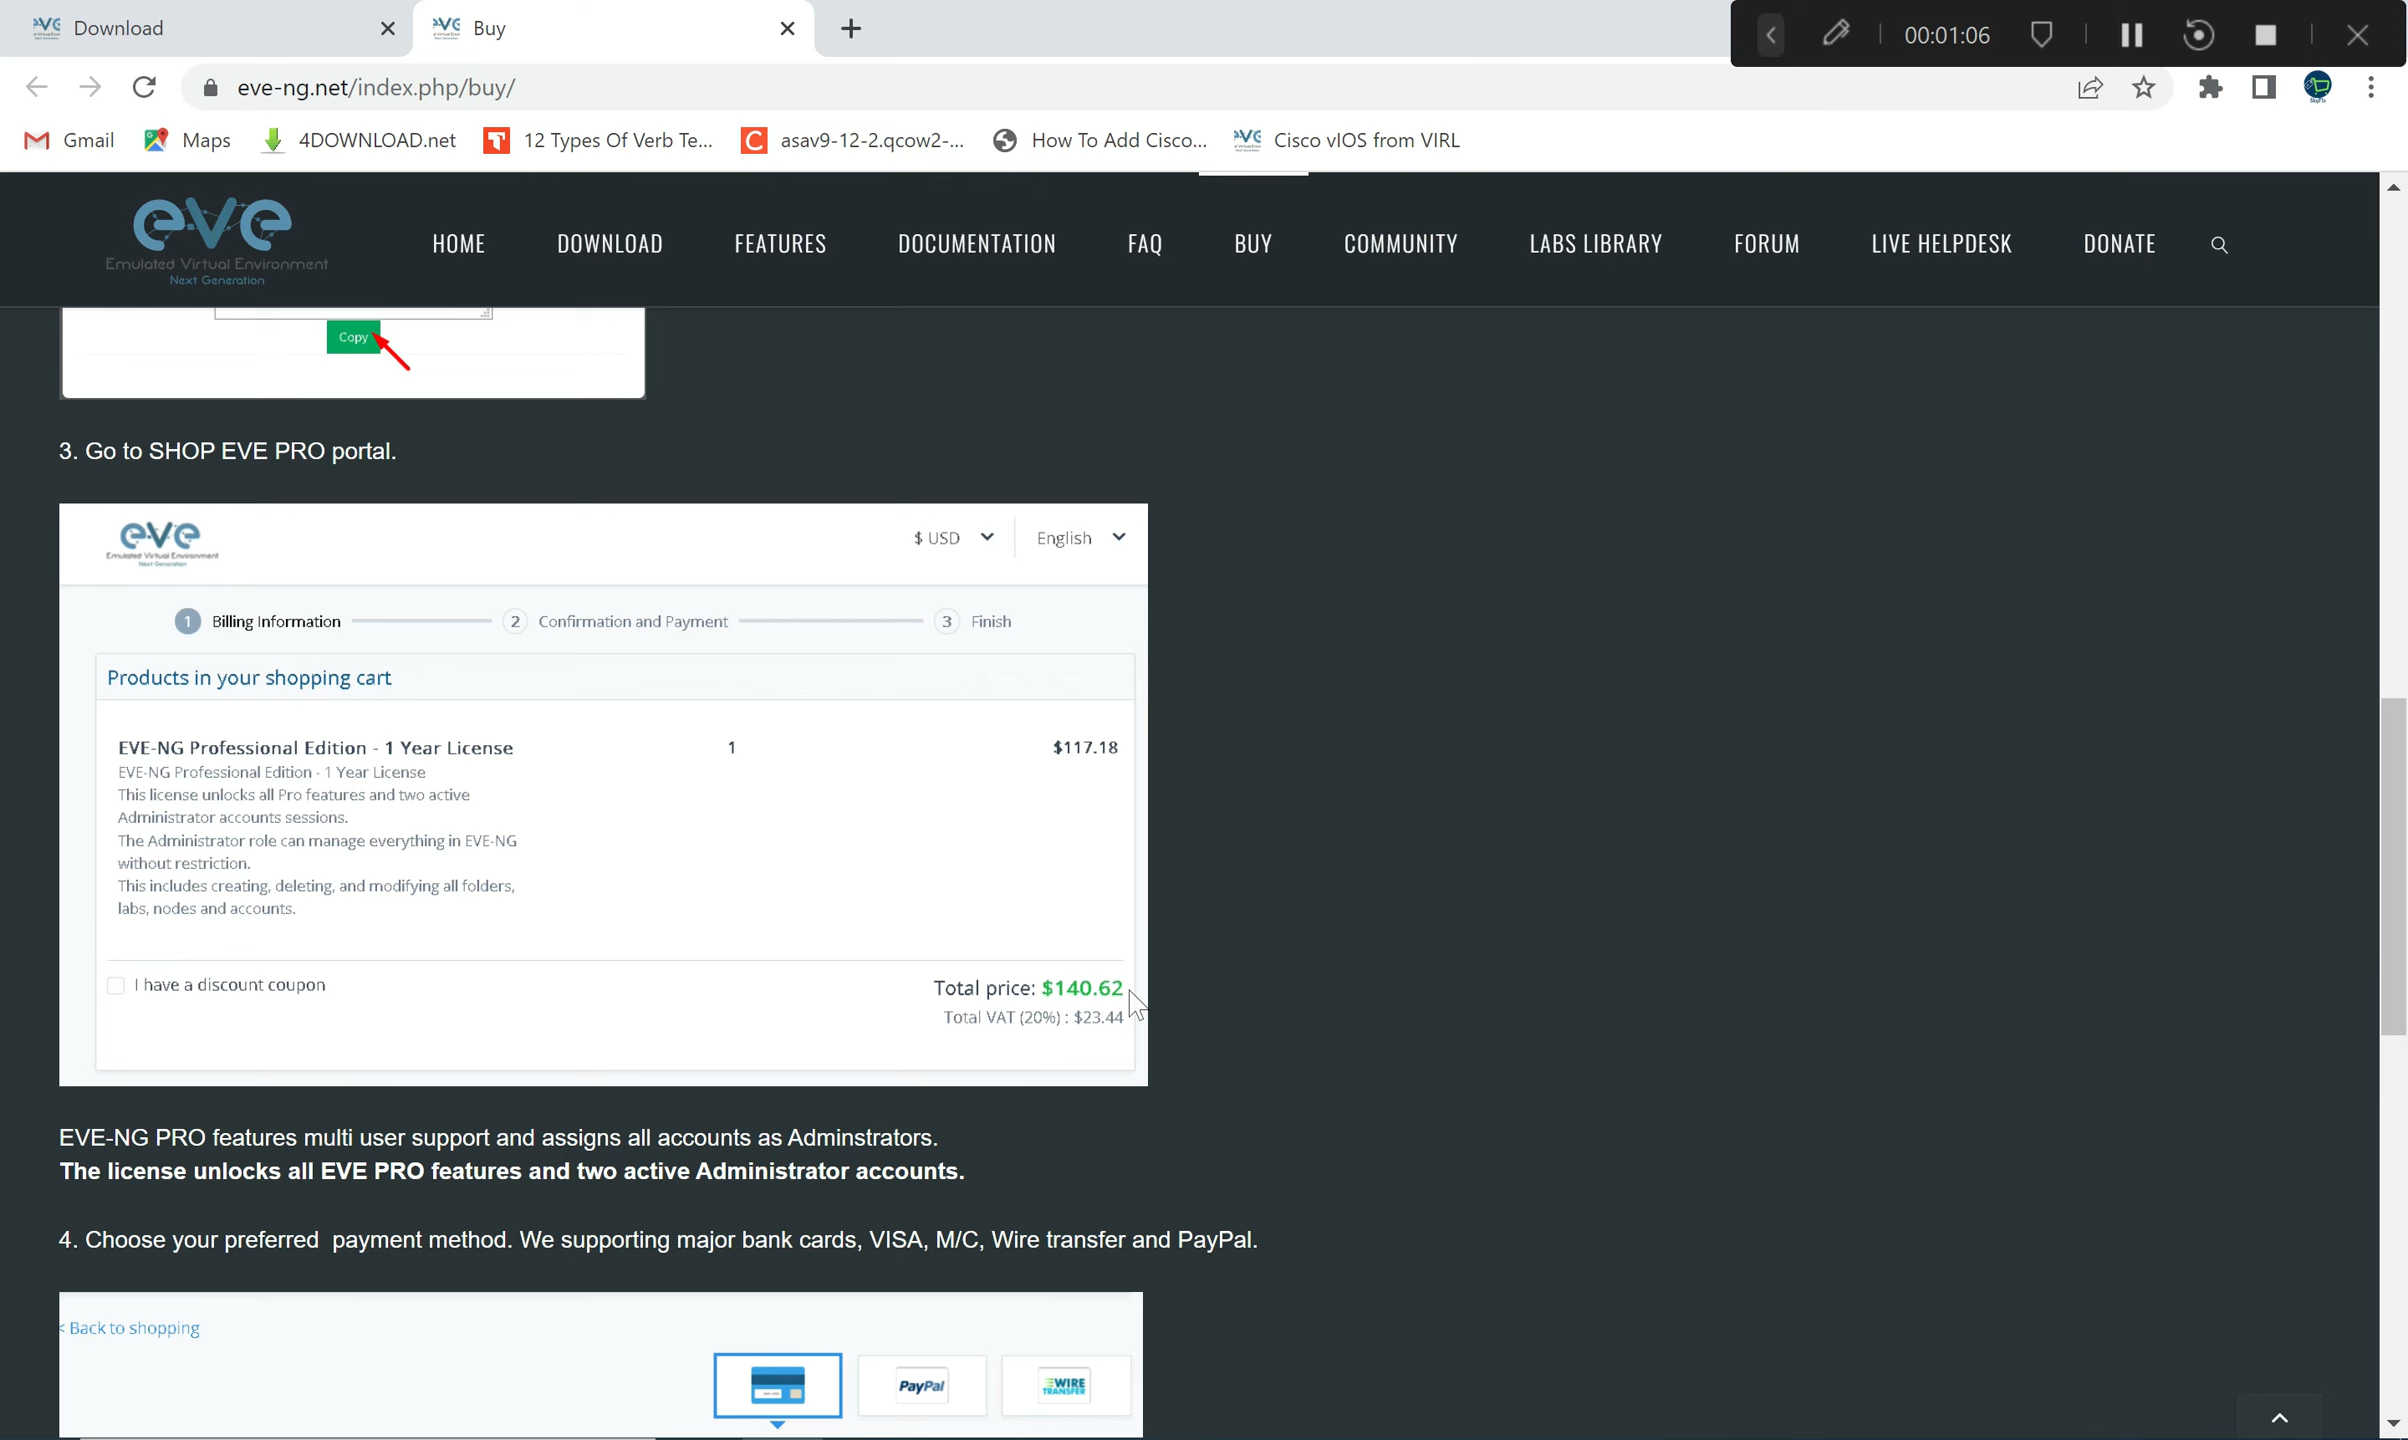 Download
Buy
00:01:06
eve-ng.net/index.php/buy/
Gmail
Maps
4DOWNLOAD.net
12 Types Of Verb Te...
asav9-12-2.qcow2-...
How To Add Cisco...
Cisco vIOS from VIRL
eve
Emulated Virtual Environment
Next Generation
HOME
DOWNLOAD
FEATURES
DOCUMENTATION
FAQ
BUY
COMMUNITY
LABS LIBRARY
FORUM
LIVE HELPDESK
DONATE
Copy
3. Go to SHOP EVE PRO portal.
eve
Emulated Virtual Environment
Next Generation
$ USD
English
1 Billing Information
2 Confirmation and Payment
3 Finish
Products in your shopping cart
EVE-NG Professional Edition - 1 Year License 1 $117.18
EVE-NG Professional Edition - 1 Year License
This license unlocks all Pro features and two active
Administrator accounts sessions.
The Administrator role can manage everything in EVE-NG
without restriction.
This includes creating, deleting, and modifying all folders,
labs, nodes and accounts.
I have a discount coupon
Total price: $140.62
Total VAT (20%) : $23.44
EVE-NG PRO features multi user support and assigns all accounts as Adminstrators.
The license unlocks all EVE PRO features and two active Administrator accounts.
4. Choose your preferred  payment method. We supporting major bank cards, VISA, M/C, Wire transfer and PayPal.
< Back to shopping
PayPal
WIRE
TRANSFER